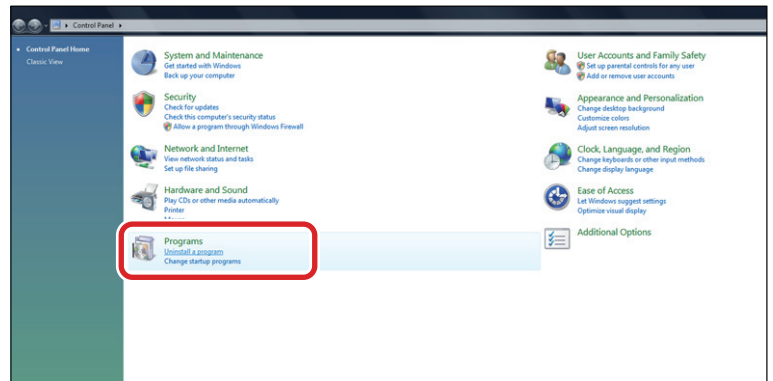 Control Panel
Control Panel Home
Classic View
System and Maintenance
Get started with Windows
Back up your computer
Security
Check for updates
Check this computer's security status
Allow a program through Windows Firewall
Network and Internet
View network status and tasks
Set up file sharing
Hardware and Sound
Play CDs or other media automatically
Printer
Programs
Uninstall a program
Change startup programs
User Accounts and Family Safety
Set up parental controls for any user
Add or remove user accounts
Appearance and Personalization
Change desktop background
Customize colors
Adjust screen resolution
Clock, Language, and Region
Change keyboards or other input methods
Change display language
Ease of Access
Let Windows suggest settings
Optimize visual display
Additional Options